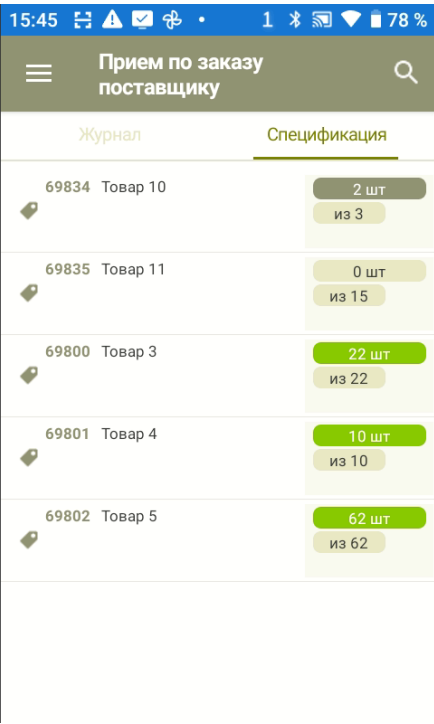 15:45 1 78 %
Прием по заказу
поставщику
Журнал Спецификация
69834 Товар 10 2 шт
из 3
69835 Товар 11 0 шт
из 15
69800 Товар 3 22 шт
из 22
69801 Товар 4 10 шт
из 10
69802 Товар 5 62 шт
из 62